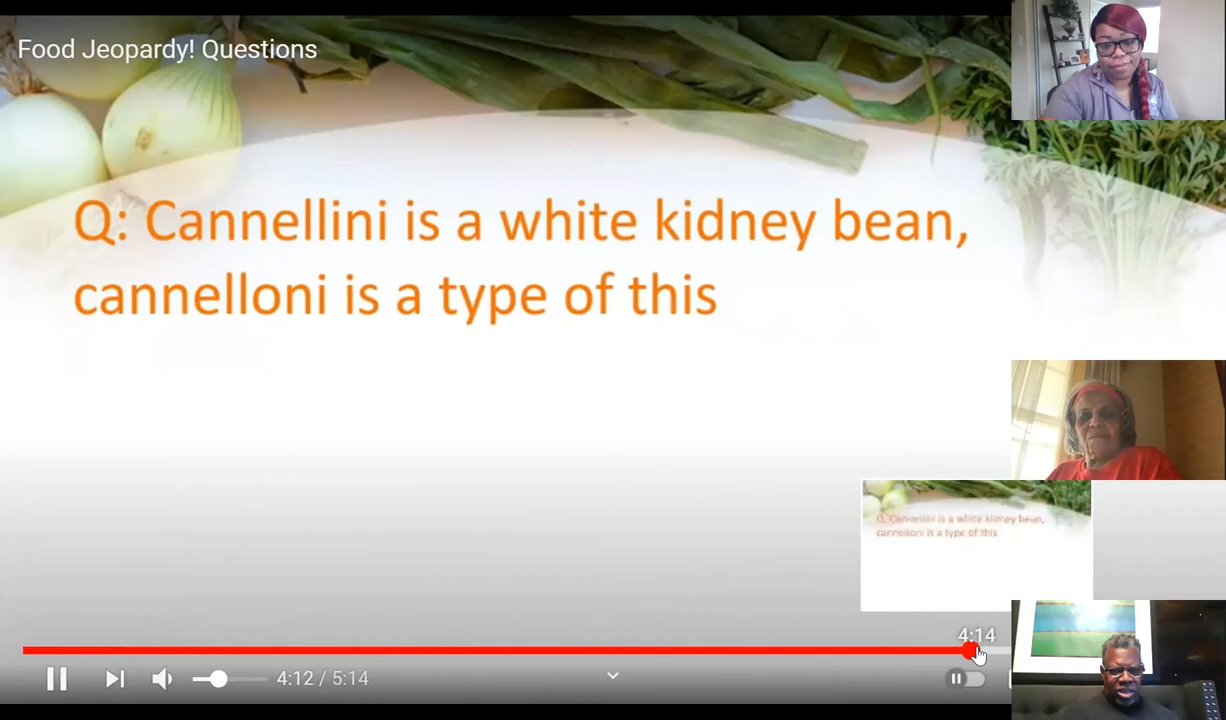 Food Jeopardy! Questions
Q: Cannellini is a white kidney bean,
cannelloni is a type of this
Q: Cannellini is a white kidney bean,
cannelloni is a type of this
4:14
4:12 / 5:14